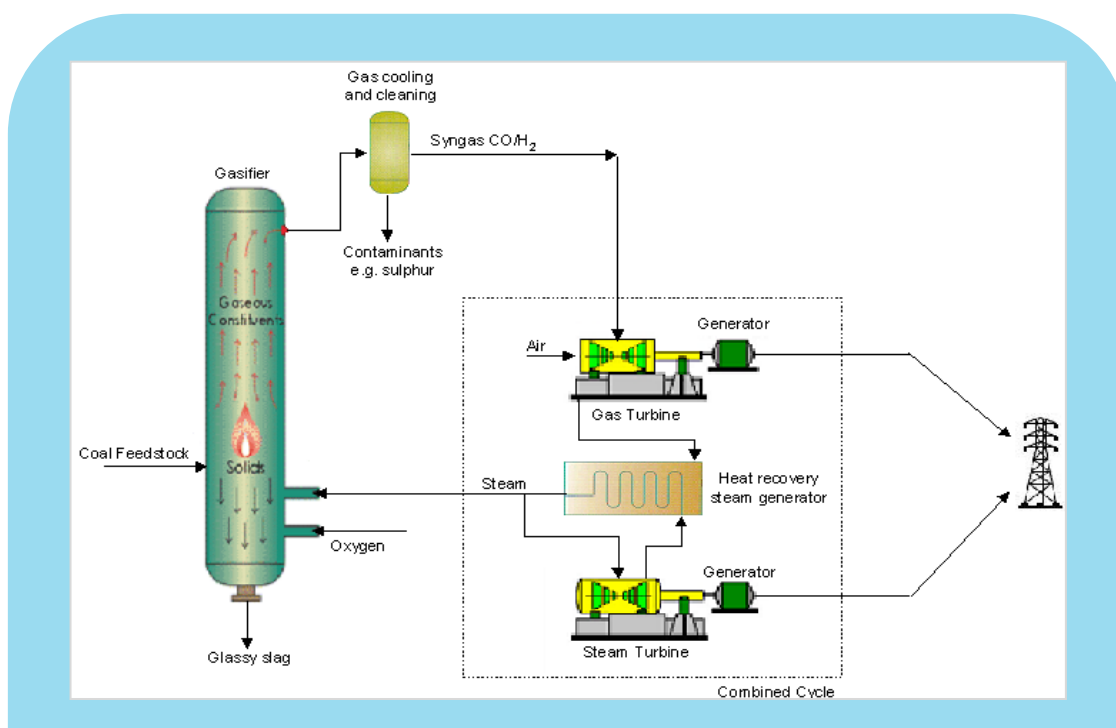 Gas cooling
and cleaning
Syngas CO/H₂
Gasifier
Contaminants
e.g. sulphur
Gaseous
Constituents
Generator
Air
Gas Turbine
Coal Feedstock
Solids
Steam
Heat recovery
steam generator
Oxygen
Generator
Steam Turbine
Glassy slag
Combined Cycle